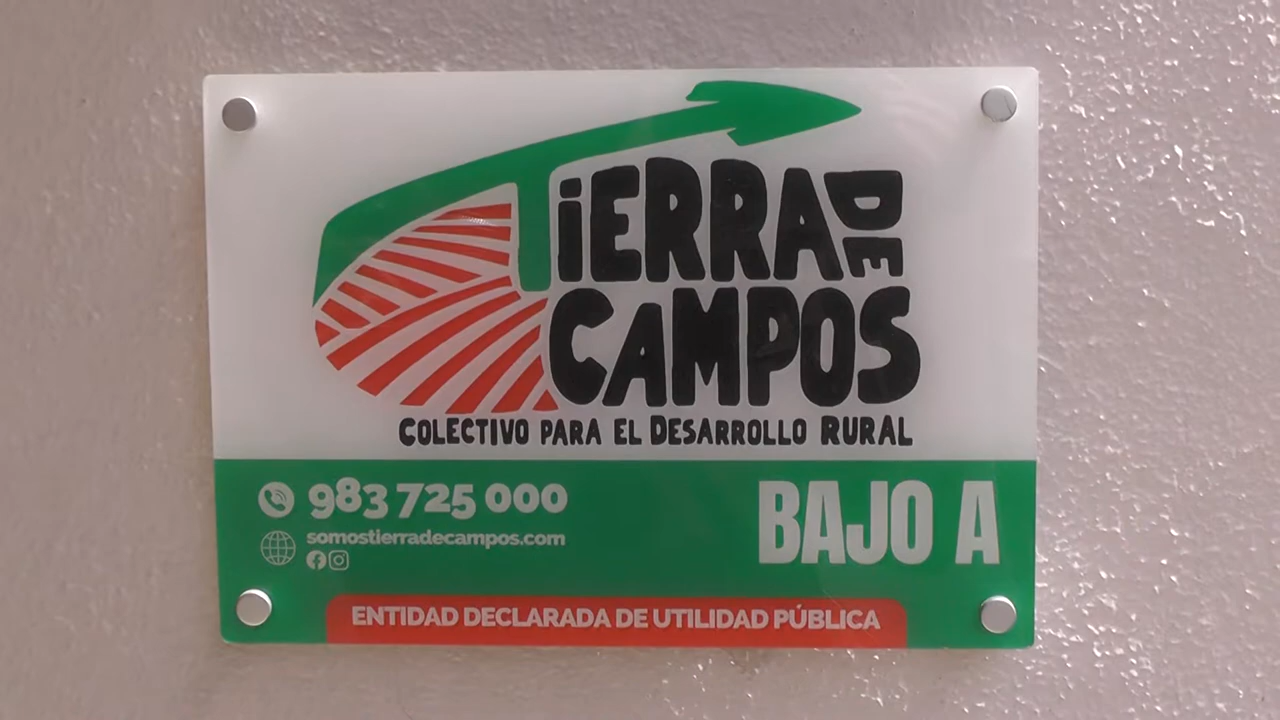 TiERRA DE
CAMPOS
COLECTIVO PARA EL DESARROLLO RURAL
983 725 000
somostierradecampos.com
BAJO A
ENTIDAD DECLARADA DE UTILIDAD PÚBLICA